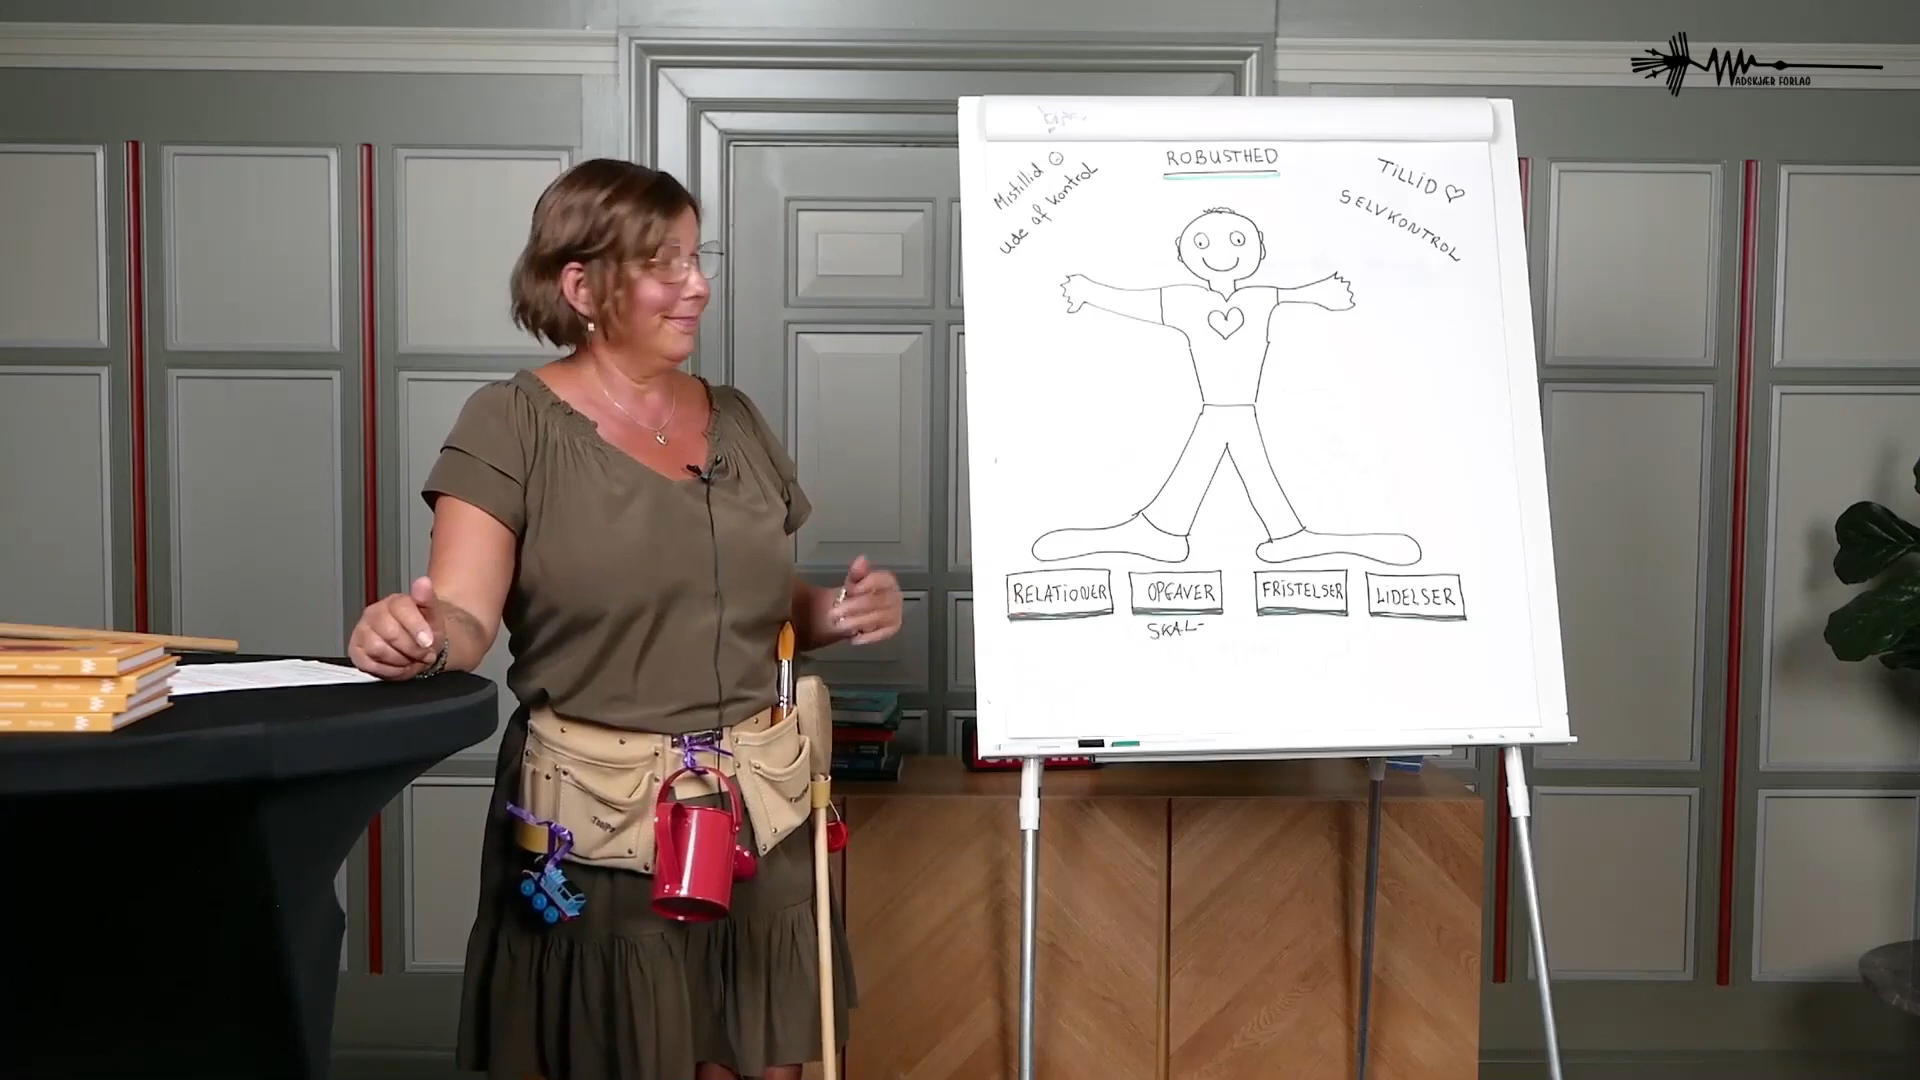 ADSKJÆR FORLAG
ROBUSTHED
Mistillid
Ude af kontrol
TiLLiD
SELVKONTROL
RELATIONER
OPGAVER
FRiSTELSER
LIDELSER
SKAL-